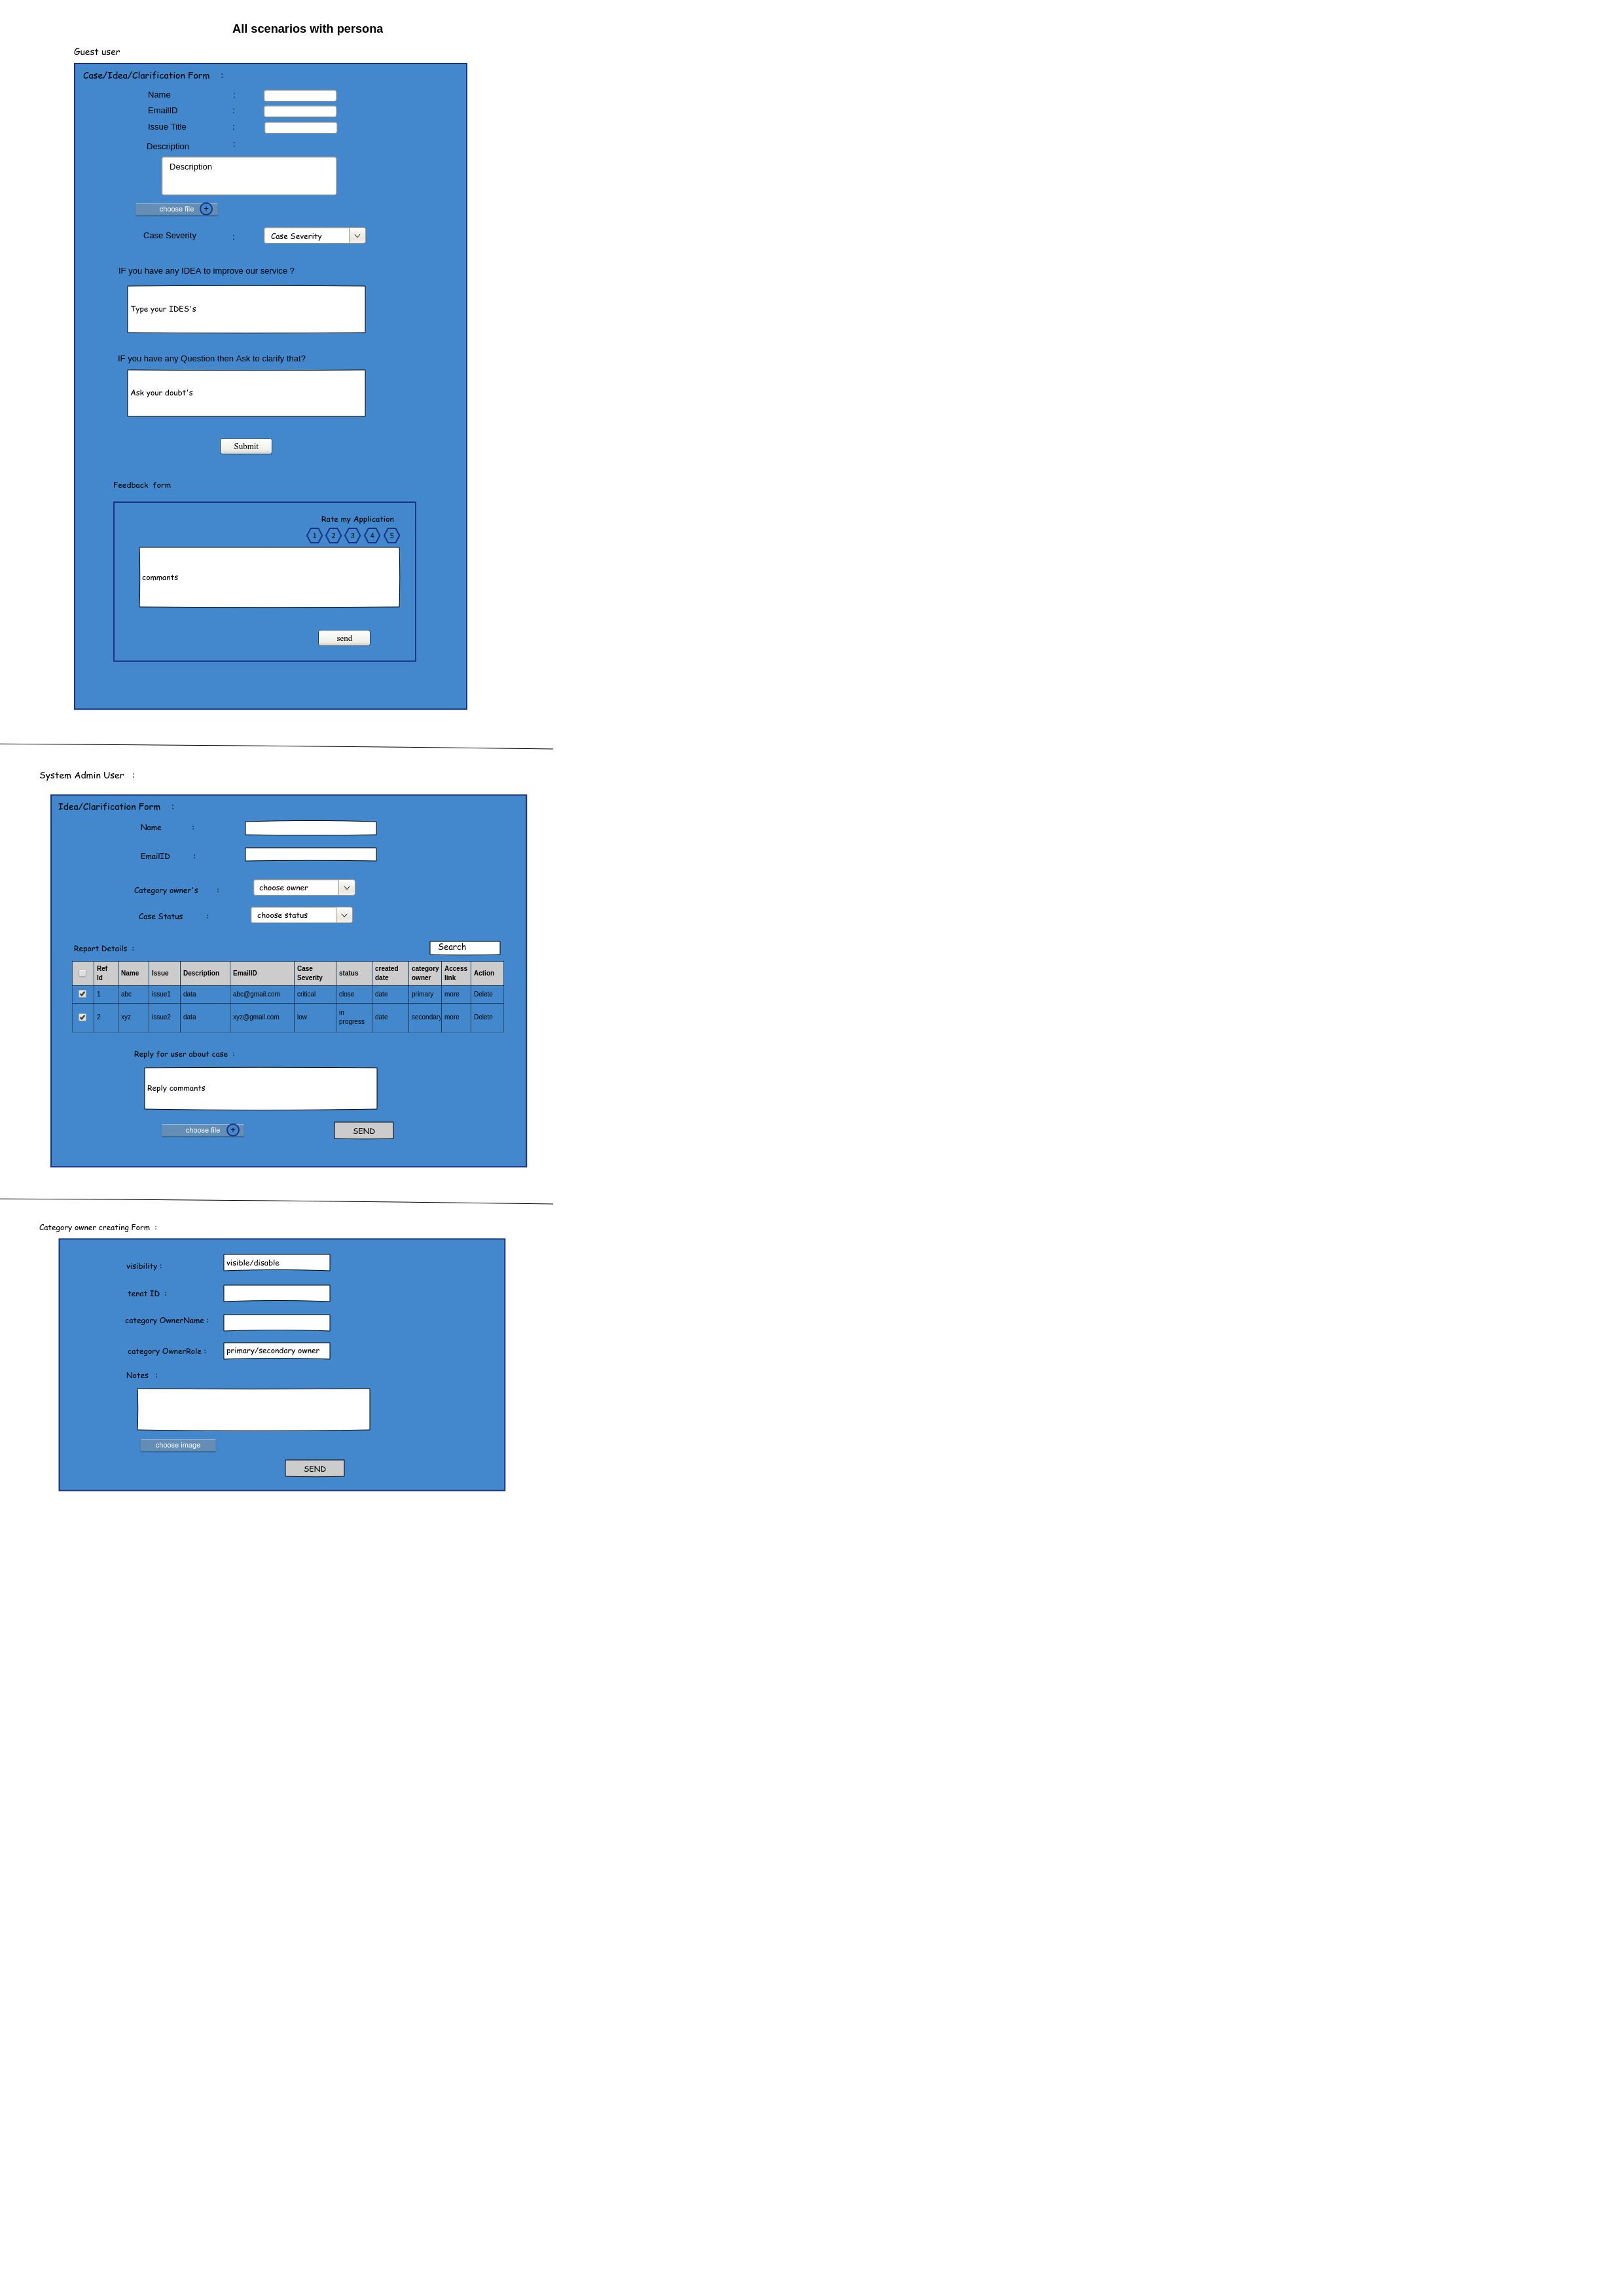 All scenarios with persona
Guest user
Case/Idea/Clarification Form :
Name :
EmailID :
Issue Title :
Description :
Description
choose file +
Case Severity : Case Severity
IF you have any IDEA to improve our service ?
Type your IDES's
IF you have any Question then Ask to clarify that?
Ask your doubt's
Submit
Feedback form
Rate my Application
1 2 3 4 5
commants
send
System Admin User :
Idea/Clarification Form :
Name :
EmailID :
Category owner's : choose owner
Case Status : choose status
Report Details : Search
Ref Id Name Issue Description EmailID Case Severity status created date category owner Access link Action
1 abc issue1 data abc@gmail.com critical close date primary more Delete
2 xyz issue2 data xyz@gmail.com low in progress date secondary more Delete
Reply for user about case :
Reply commants
choose file + SEND
Category owner creating Form :
visibility : visible/disable
tenat ID :
category OwnerName :
category OwnerRole : primary/secondary owner
Notes :
choose image
SEND